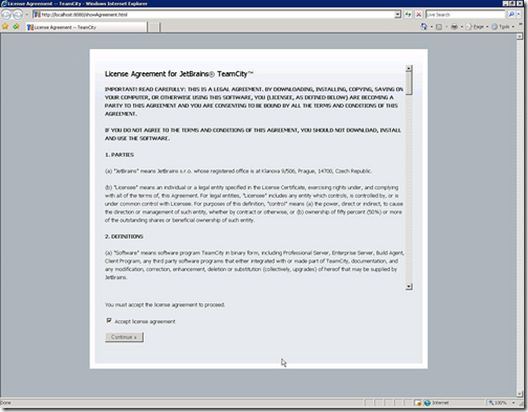 License Agreement -- TeamCity - Windows Internet Explorer
http://localhost:8080/showAgreement.html
Live Search
License Agreement -- TeamCity
Page
Tools
License Agreement for JetBrains® TeamCity™
IMPORTANT! READ CAREFULLY: THIS IS A LEGAL AGREEMENT. BY DOWNLOADING, INSTALLING, COPYING, SAVING ON
YOUR COMPUTER, OR OTHERWISE USING THIS SOFTWARE, YOU (LICENSEE, AS DEFINED BELOW) ARE BECOMING A
PARTY TO THIS AGREEMENT AND YOU ARE CONSENTING TO BE BOUND BY ALL THE TERMS AND CONDITIONS OF THIS
AGREEMENT.
IF YOU DO NOT AGREE TO THE TERMS AND CONDITIONS OF THIS AGREEMENT, YOU SHOULD NOT DOWNLOAD, INSTALL
AND USE THE SOFTWARE.
1. PARTIES
(a) "JetBrains" means JetBrains s.r.o. whose registered office is at Klanova 9/506, Prague, 14700, Czech Republic.
(b) "Licensee" means an individual or a legal entity specified in the License Certificate, exercising rights under, and complying
with all of the terms of, this Agreement. For legal entities, "Licensee" includes any entity which controls, is controlled by, or is
under common control with Licensee. For purposes of this definition, "control" means (a) the power, direct or indirect, to cause
the direction or management of such entity, whether by contract or otherwise, or (b) ownership of fifty percent (50%) or more
of the outstanding shares or beneficial ownership of such entity.
2. DEFINITIONS
(a) "Software" means software program TeamCity in binary form, including Professional Server, Enterprise Server, Build Agent,
Client Program, any third party software programs that either integrated with or made part of TeamCity, documentation, and
any modification, correction, enhancement, deletion or substitution (collectively, upgrades) of hereof that may be supplied by
JetBrains.
You must accept the license agreement to proceed.
Accept license agreement
Continue »
Done
Internet
100%